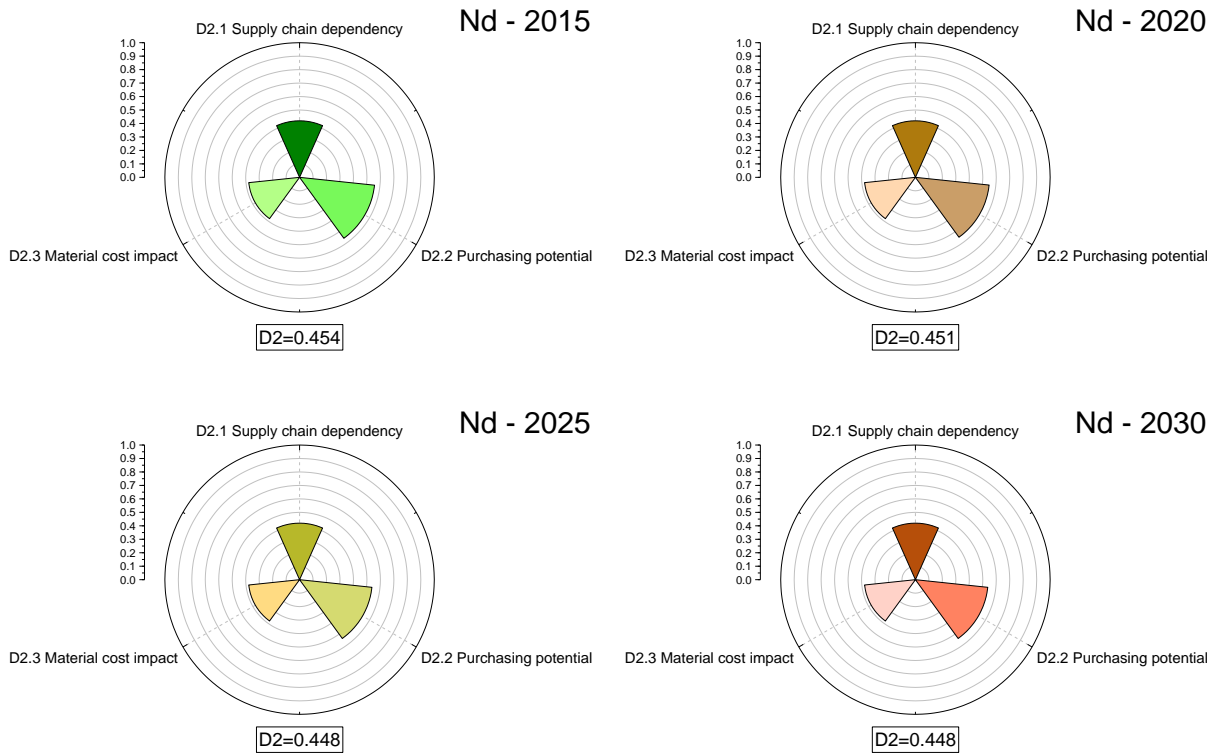 Nd - 2015
D2.1 Supply chain dependency
1.0
0.9
0.8
0.7
0.6
0.5
0.4
0.3
0.2
0.1
0.0
D2.3 Material cost impact
D2.2 Purchasing potential
D2=0.454
Nd - 2020
D2.1 Supply chain dependency
1.0
0.9
0.8
0.7
0.6
0.5
0.4
0.3
0.2
0.1
0.0
D2.3 Material cost impact
D2.2 Purchasing potential
D2=0.451
Nd - 2025
D2.1 Supply chain dependency
1.0
0.9
0.8
0.7
0.6
0.5
0.4
0.3
0.2
0.1
0.0
D2.3 Material cost impact
D2.2 Purchasing potential
D2=0.448
Nd - 2030
D2.1 Supply chain dependency
1.0
0.9
0.8
0.7
0.6
0.5
0.4
0.3
0.2
0.1
0.0
D2.3 Material cost impact
D2.2 Purchasing potential
D2=0.448